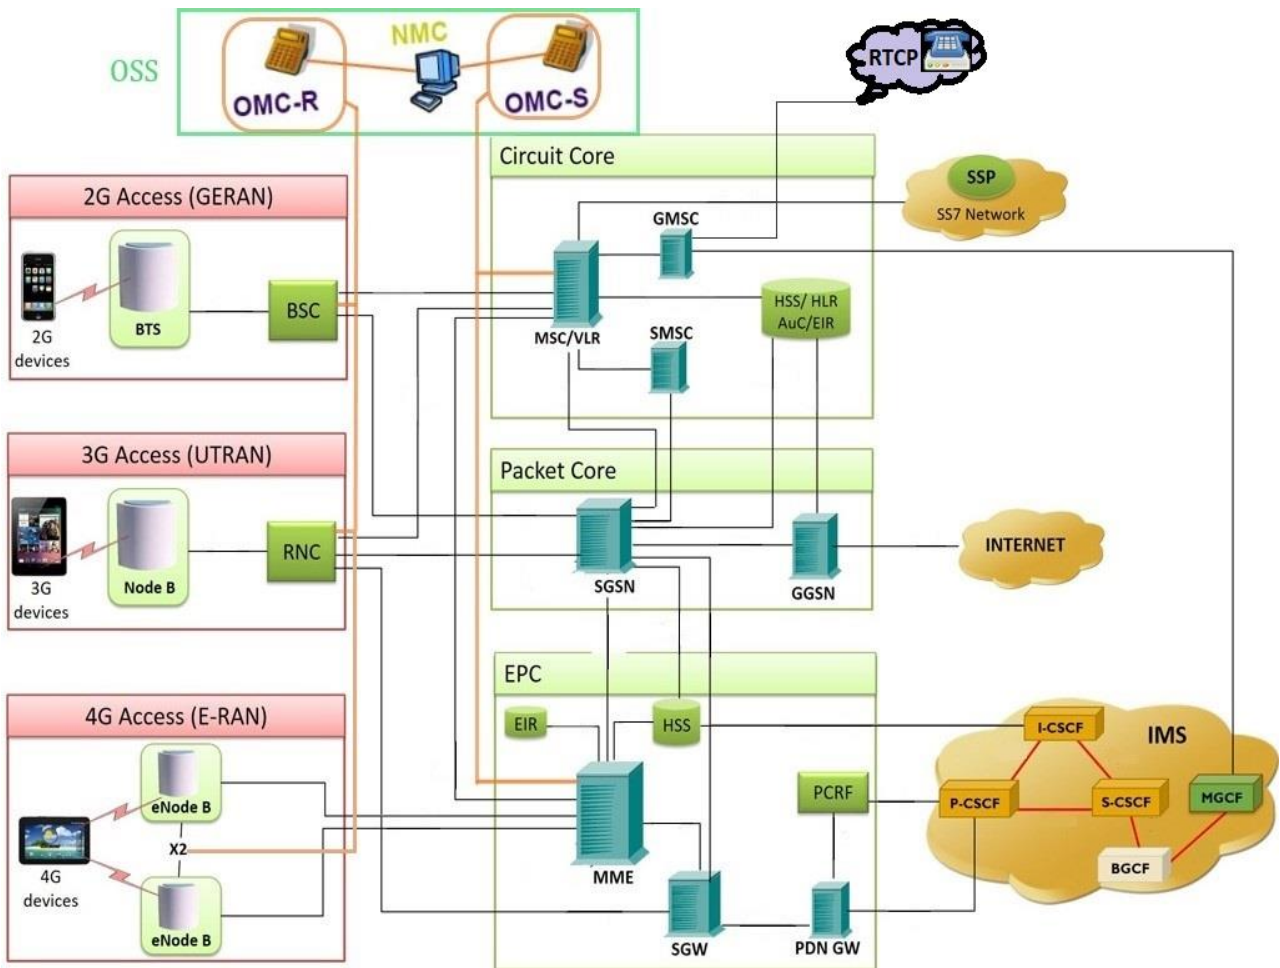 OSS
NMC
OMC-R
OMC-S
RTCP
Circuit Core
SSP
SS7 Network
2G Access (GERAN)
GMSC
BTS
BSC
HSS/ HLR
AuC/EIR
MSC/VLR
SMSC
2G
devices
3G Access (UTRAN)
Packet Core
RNC
INTERNET
Node B
SGSN
GGSN
3G
devices
EPC
4G Access (E-RAN)
EIR
HSS
I-CSCF
IMS
eNode B
PCRF
P-CSCF
S-CSCF
MGCF
X2
MME
BGCF
4G
devices
eNode B
SGW
PDN GW